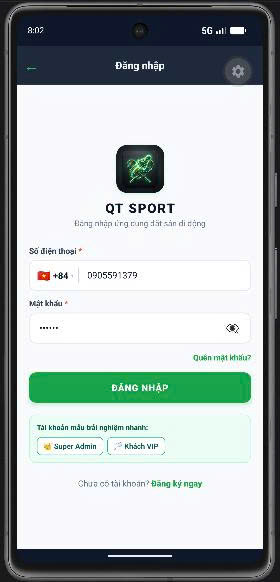 8:02
5G
← Đăng nhập
QT SPORT
Đăng nhập ứng dụng đặt sân di động
Số điện thoại *
+84 0905591379
Mật khẩu *
••••••
Quên mật khẩu?
ĐĂNG NHẬP
Tài khoản mẫu trải nghiệm nhanh:
👑 Super Admin 🏸 Khách VIP
Chưa có tài khoản? Đăng ký ngay